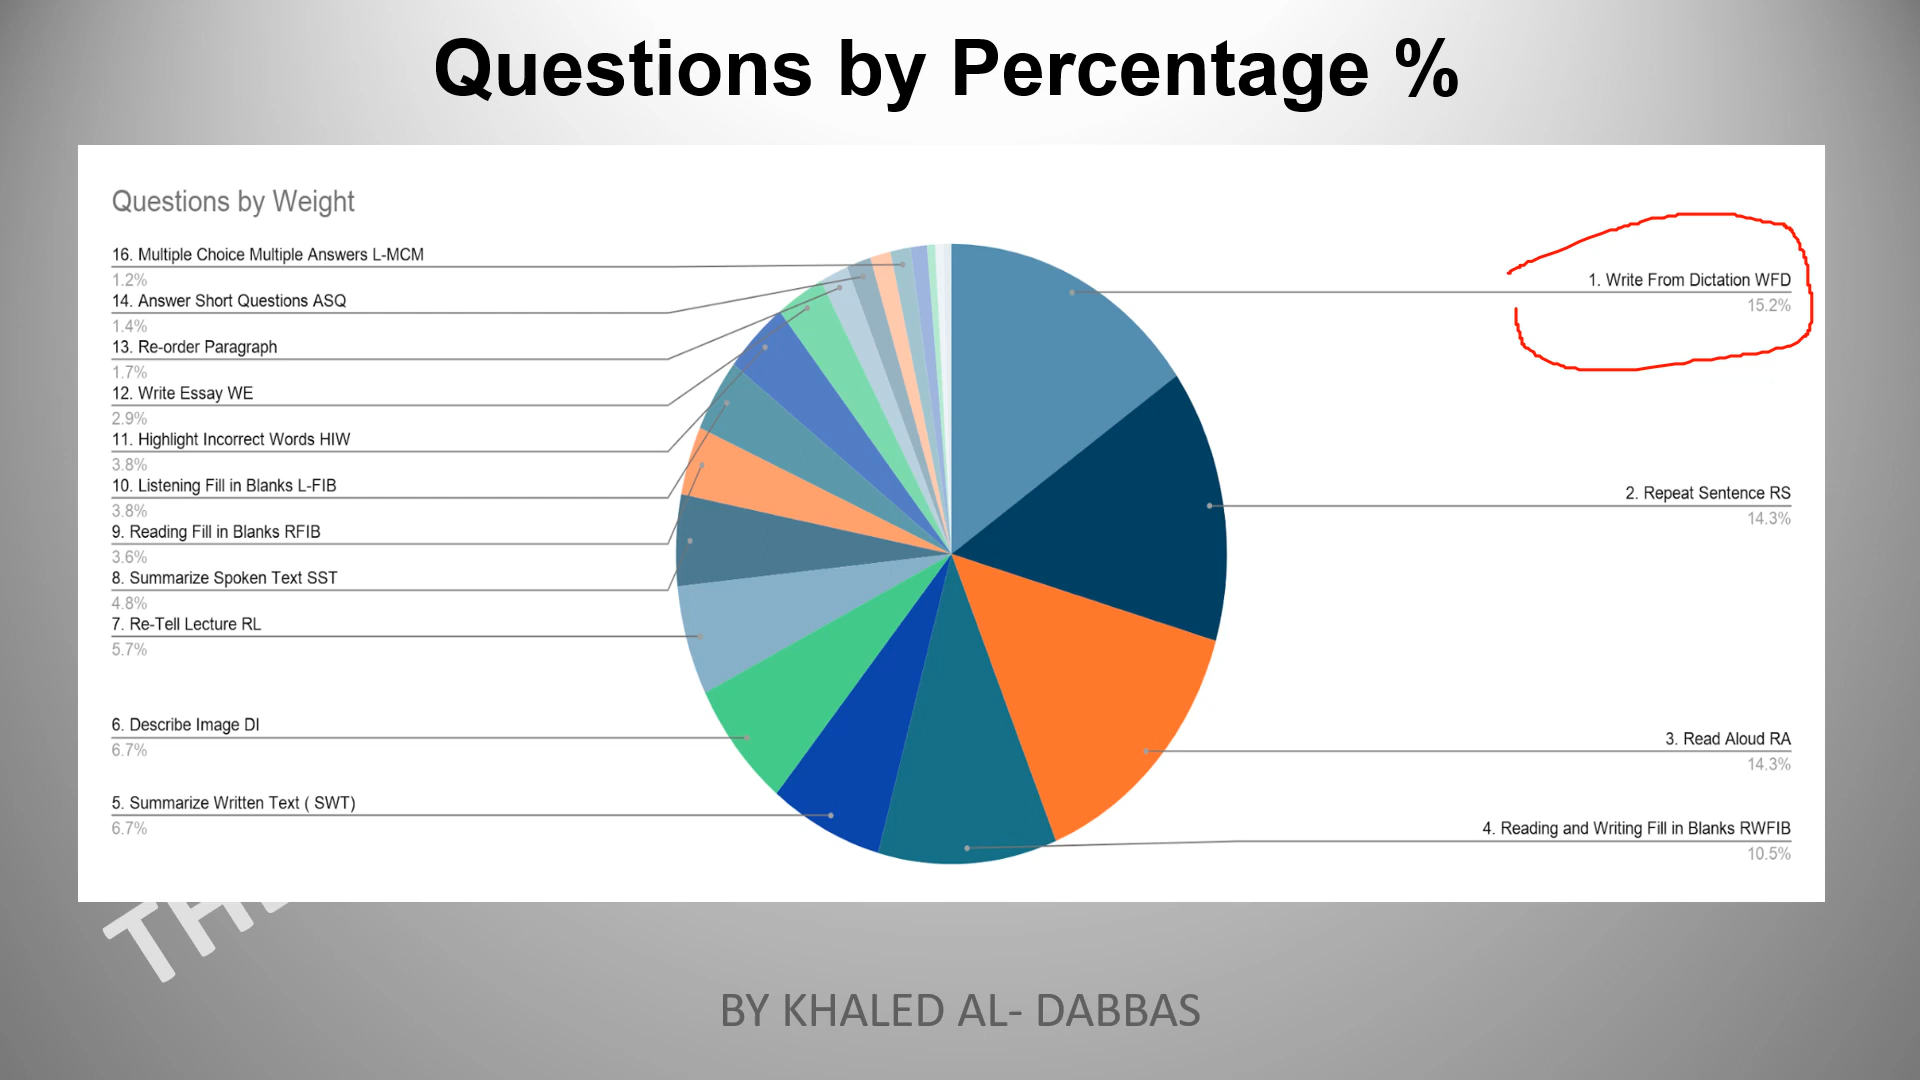 Questions by Percentage %
Questions by Weight
16. Multiple Choice Multiple Answers L-MCM
1.2%
14. Answer Short Questions ASQ
1.4%
13. Re-order Paragraph
1.7%
12. Write Essay WE
2.9%
11. Highlight Incorrect Words HIW
3.8%
10. Listening Fill in Blanks L-FIB
3.8%
9. Reading Fill in Blanks RFIB
3.6%
8. Summarize Spoken Text SST
4.8%
7. Re-Tell Lecture RL
5.7%
6. Describe Image DI
6.7%
5. Summarize Written Text ( SWT)
6.7%
1. Write From Dictation WFD
15.2%
2. Repeat Sentence RS
14.3%
3. Read Aloud RA
14.3%
4. Reading and Writing Fill in Blanks RWFIB
10.5%
BY KHALED AL- DABBAS